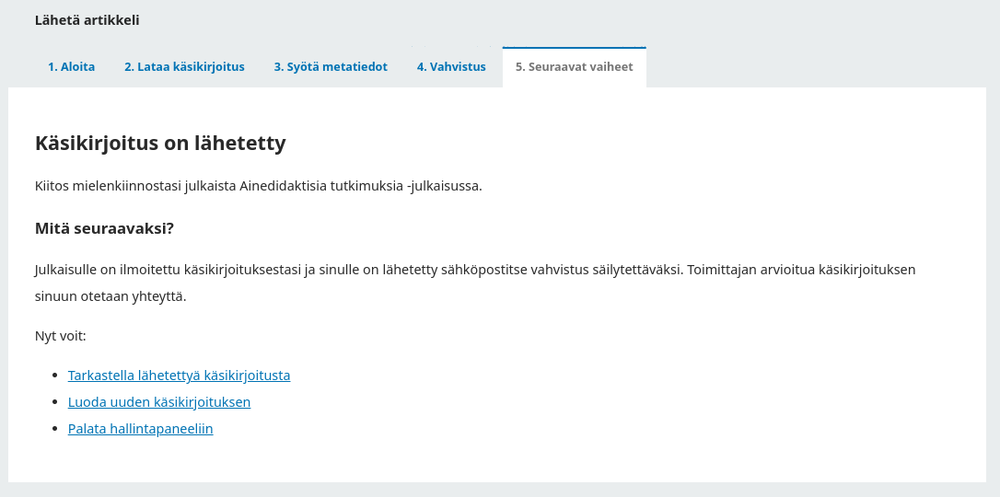 Lähetä artikkeli
1. Aloita 2. Lataa käsikirjoitus 3. Syötä metatiedot 4. Vahvistus 5. Seuraavat vaiheet
Käsikirjoitus on lähetetty
Kiitos mielenkiinnostasi julkaista Ainedidaktisia tutkimuksia -julkaisussa.
Mitä seuraavaksi?
Julkaisulle on ilmoitettu käsikirjoituksestasi ja sinulle on lähetetty sähköpostitse vahvistus säilytettäväksi. Toimittajan arvioitua käsikirjoituksen
sinuun otetaan yhteyttä.
Nyt voit:
• Tarkastella lähetettyä käsikirjoitusta
• Luoda uuden käsikirjoituksen
• Palata hallintapaneeliin